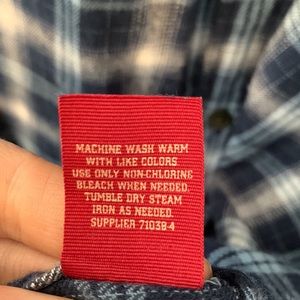 MACHINE WASH WARM
WITH LIKE COLORS.
USE ONLY NON-CHLORINE
BLEACH WHEN NEEDED.
TUMBLE DRY STEAM
IRON AS NEEDED.
SUPPLIER 71038-4